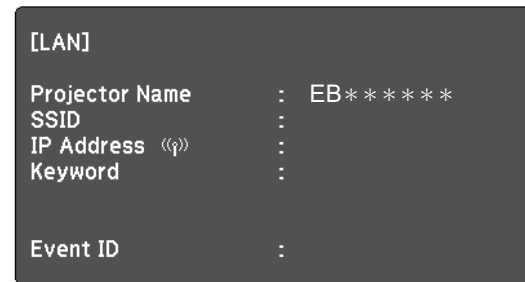 [LAN]
Projector Name : EB＊＊＊＊＊＊
SSID :
IP Address :
Keyword :
Event ID :